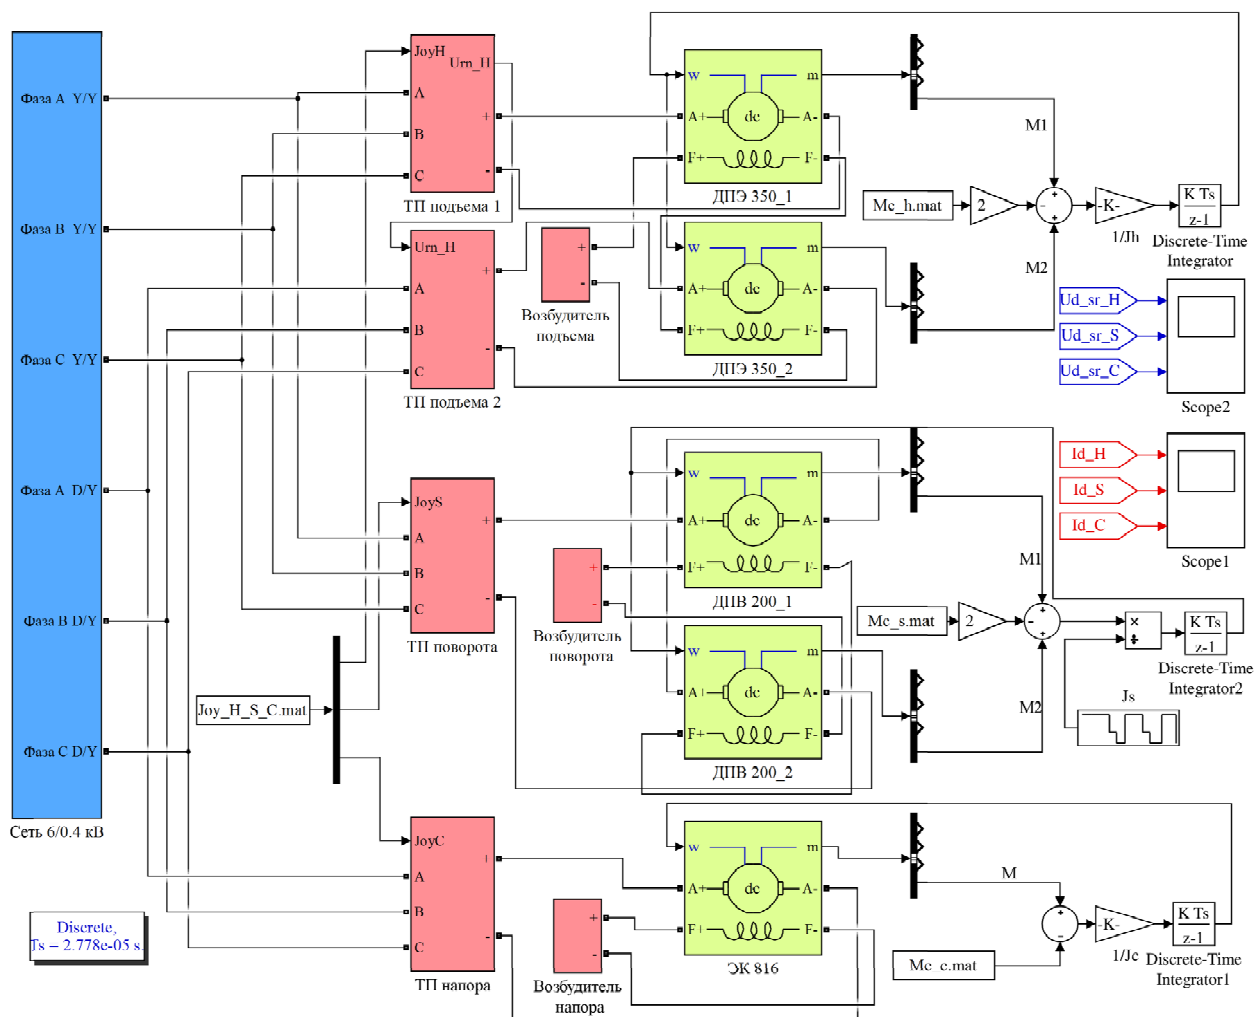 Фаза A Y/Y
Фаза B Y/Y
Фаза C Y/Y
Фаза A D/Y
Фаза B D/Y
Фаза C D/Y
Сеть 6/0.4 кВ
Discrete,
Ts = 2.778e-05 s.
Joy_H_S_C.mat
JoyH
Urn_H
A
B
C
+
-
ТП подъема 1
Urn_H
A
B
C
+
-
ТП подъема 2
JoyS
A
B
C
+
-
ТП поворота
JoyC
A
B
C
+
-
ТП напора
+
-
Возбудитель
подъема
+
-
Возбудитель
поворота
+
-
Возбудитель
напора
w
m
A+
dc
A-
F+
F-
ДПЭ 350_1
w
m
A+
dc
A-
F+
F-
ДПЭ 350_2
w
m
A+
dc
A-
F+
F-
ДПВ 200_1
w
m
A+
dc
A-
F+
F-
ДПВ 200_2
w
m
A+
dc
A-
F+
F-
ЭК 816
M1
Mc_h.mat
2
-
+
+
M2
-K-
1/Jh
K Ts
z-1
Discrete-Time
Integrator
Ud_sr_H
Ud_sr_S
Ud_sr_C
Scope2
Id_H
Id_S
Id_C
Scope1
M1
Mc_s.mat
2
-
+
+
M2
×
÷
K Ts
z-1
Discrete-Time
Integrator2
Js
M
+
-
Mc_c.mat
-K-
1/Jc
K Ts
z-1
Discrete-Time
Integrator1